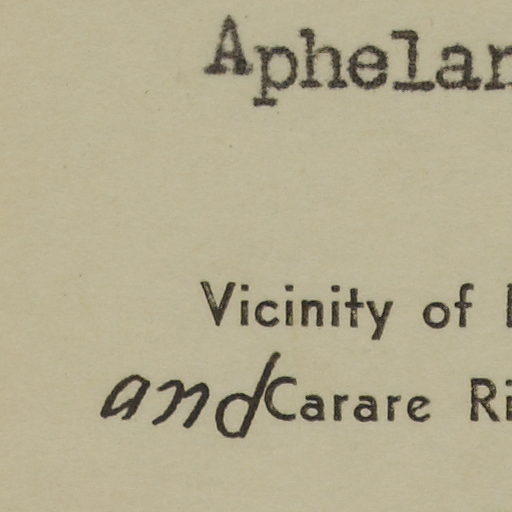 Aphelan
Vicinity of
and Carare Ri